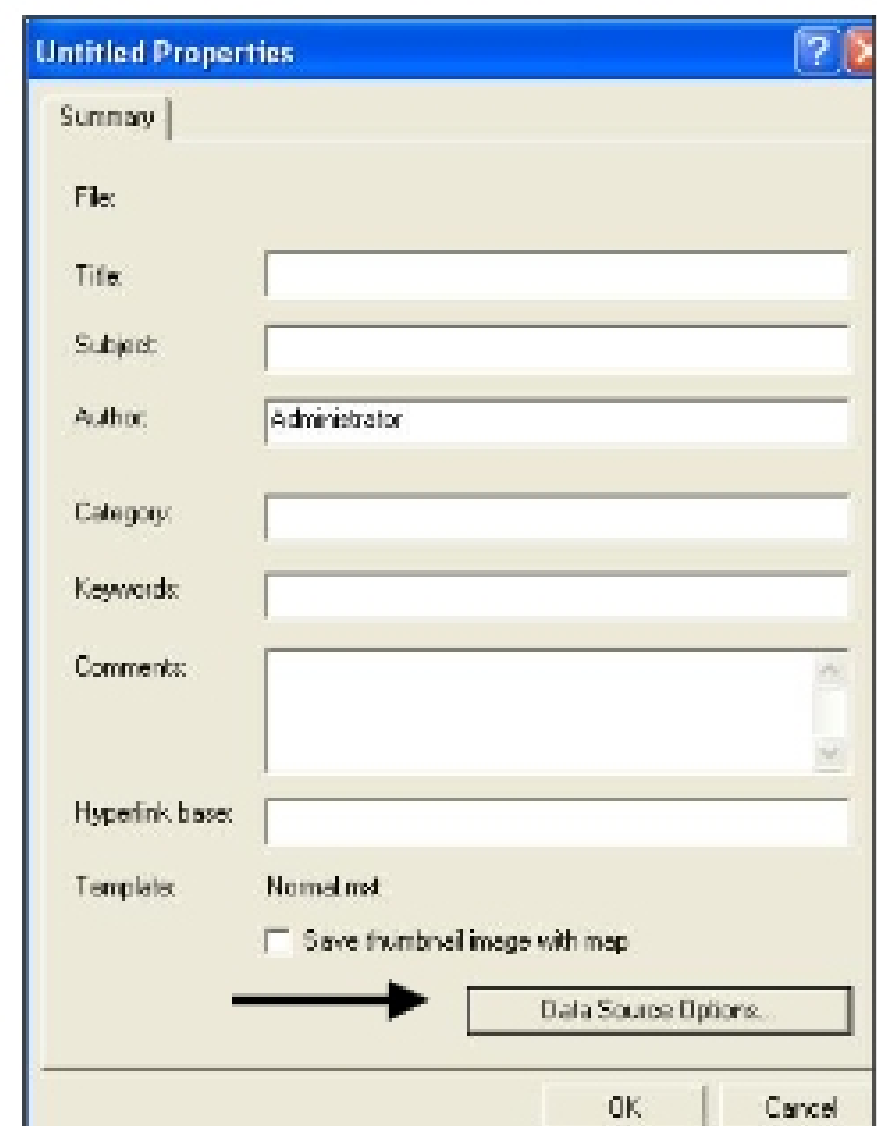 Untitled Properties
Summary
File:
Title:
Subject:
Author: Administrator
Category:
Keywords:
Comments:
Hyperlink base:
Template: Normal.mxt
Save thumbnail image with map
Data Source Options...
OK Cancel